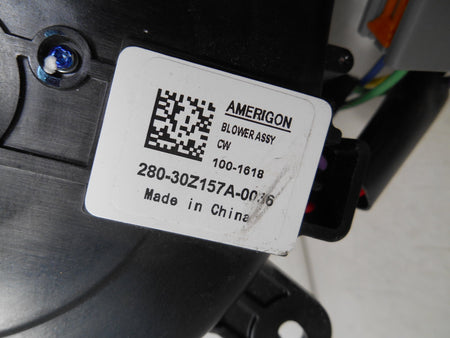 AMERIGON
BLOWER ASSY
CW
100-1618
280-30Z157A-0036
Made in China